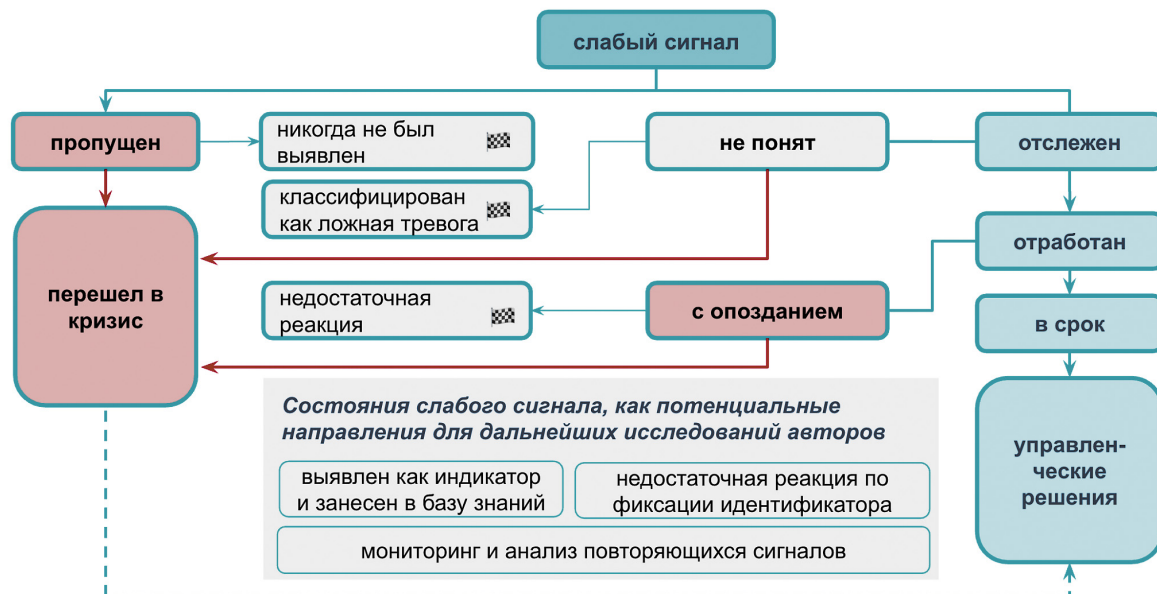 слабый сигнал
пропущен
никогда не был
выявлен
не понят
отслежен
классифицирован
как ложная тревога
отработан
перешел в
кризис
недостаточная
реакция
с опозданием
в срок
Состояния слабого сигнала, как потенциальные
направления для дальнейших исследований авторов
выявлен как индикатор
и занесен в базу знаний
недостаточная реакция по
фиксации идентификатора
мониторинг и анализ повторяющихся сигналов
управлен-
ческие
решения